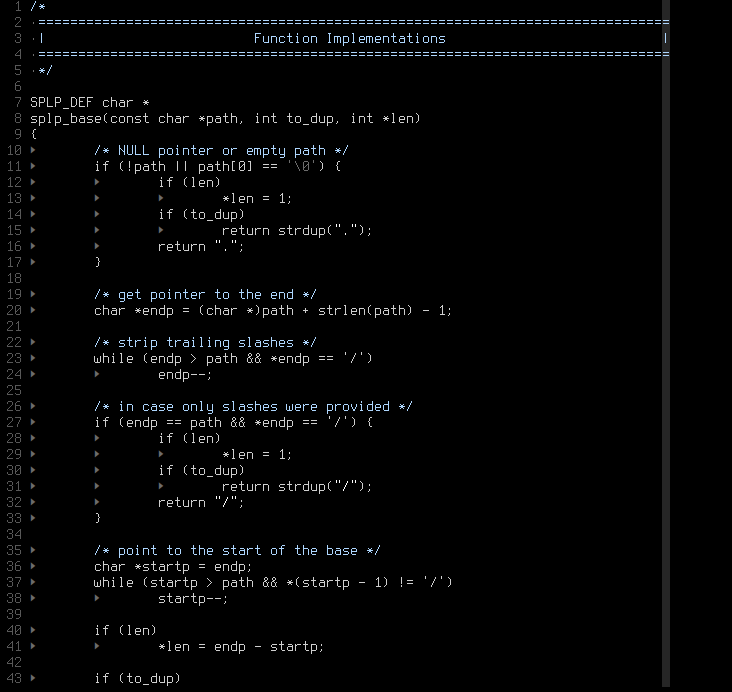 1 /*
2 ================================================================================
3 |                          Function Implementations                           |
4 ================================================================================
5 */
6
7 SPLP_DEF char *
8 splp_base(const char *path, int to_dup, int *len)
9 {
10         /* NULL pointer or empty path */
11         if (!path || path[0] == '\0') {
12                 if (len)
13                         *len = 1;
14                 if (to_dup)
15                         return strdup(".");
16                 return ".";
17         }
18
19         /* get pointer to the end */
20         char *endp = (char *)path + strlen(path) - 1;
21
22         /* strip trailing slashes */
23         while (endp > path && *endp == '/')
24                 endp--;
25
26         /* in case only slashes were provided */
27         if (endp == path && *endp == '/') {
28                 if (len)
29                         *len = 1;
30                 if (to_dup)
31                         return strdup("/");
32                 return "/";
33         }
34
35         /* point to the start of the base */
36         char *startp = endp;
37         while (startp > path && *(startp - 1) != '/')
38                 startp--;
39
40         if (len)
41                 *len = endp - startp;
42
43         if (to_dup)